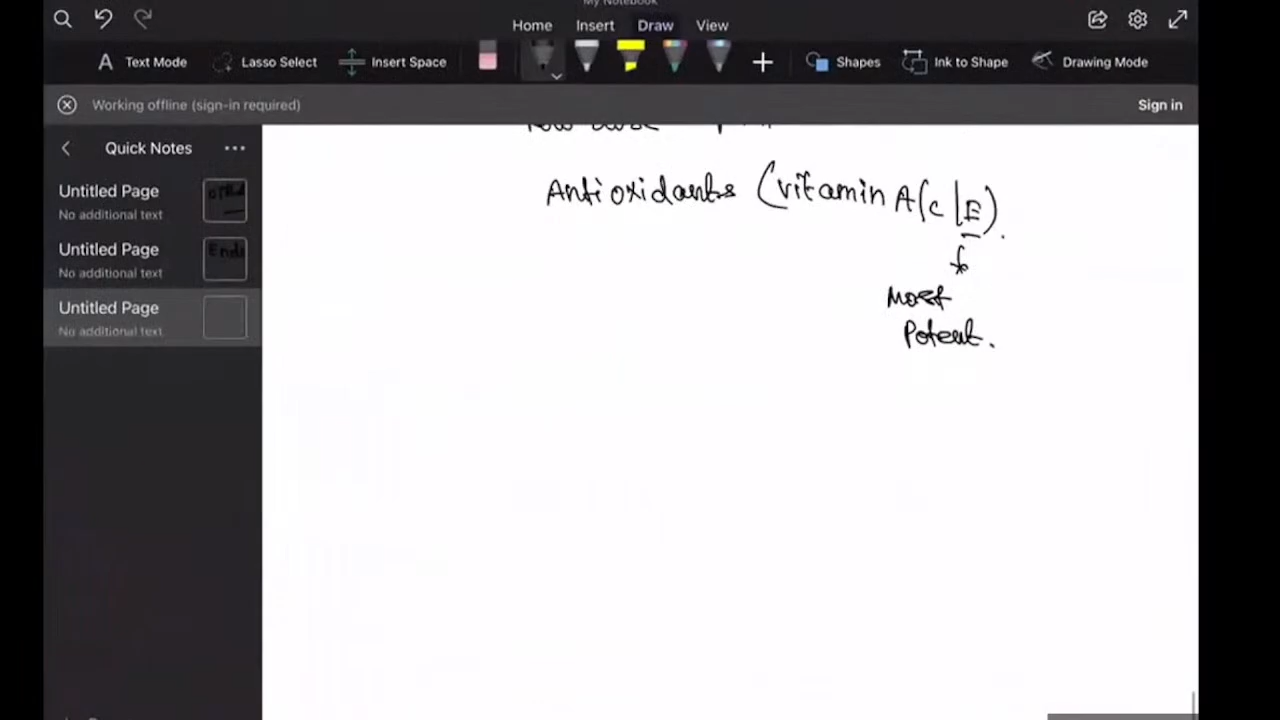 My Notebook
Home Insert Draw View
Text Mode Lasso Select Insert Space Shapes Ink to Shape Drawing Mode
Working offline (sign-in required) Sign in
Quick Notes
Untitled Page
No additional text
Untitled Page
No additional text
Untitled Page
No additional text
Antioxidants (vitamin A(C|E).
Most
Potent.